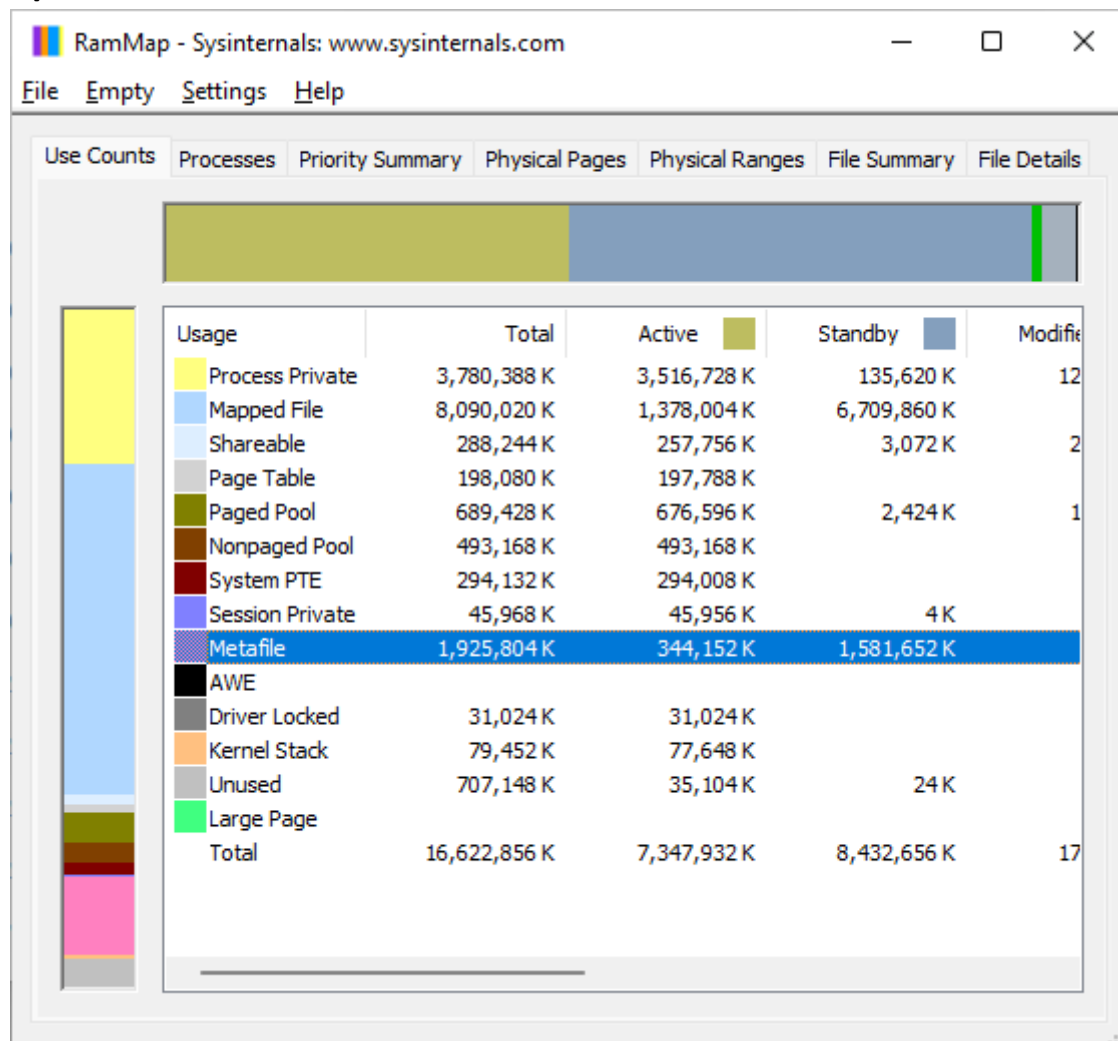 RamMap - Sysinternals: www.sysinternals.com
File Empty Settings Help
Use Counts Processes Priority Summary Physical Pages Physical Ranges File Summary File Details
Usage Total Active Standby Modifie
Process Private 3,780,388 K 3,516,728 K 135,620 K 12
Mapped File 8,090,020 K 1,378,004 K 6,709,860 K
Shareable 288,244 K 257,756 K 3,072 K 2
Page Table 198,080 K 197,788 K
Paged Pool 689,428 K 676,596 K 2,424 K 1
Nonpaged Pool 493,168 K 493,168 K
System PTE 294,132 K 294,008 K
Session Private 45,968 K 45,956 K 4 K
Metafile 1,925,804 K 344,152 K 1,581,652 K
AWE
Driver Locked 31,024 K 31,024 K
Kernel Stack 79,452 K 77,648 K
Unused 707,148 K 35,104 K 24 K
Large Page
Total 16,622,856 K 7,347,932 K 8,432,656 K 17